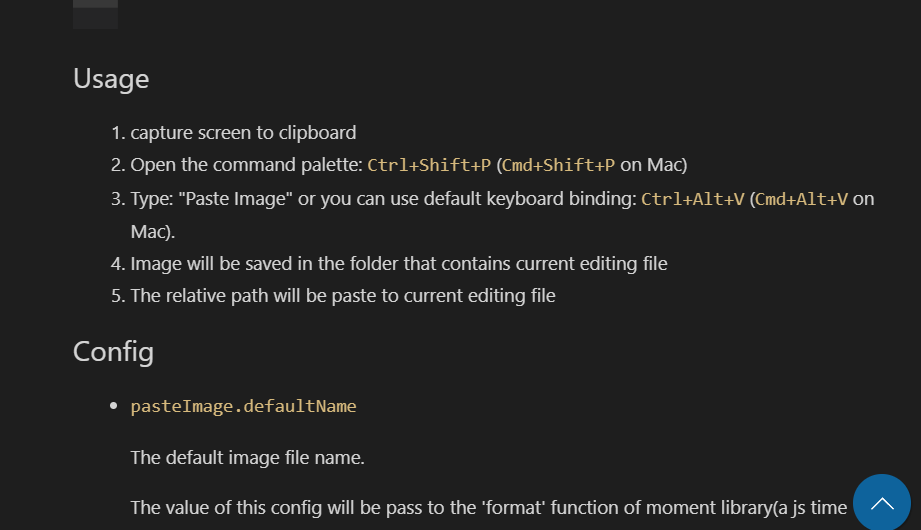 Usage
1. capture screen to clipboard
2. Open the command palette: Ctrl+Shift+P (Cmd+Shift+P on Mac)
3. Type: "Paste Image" or you can use default keyboard binding: Ctrl+Alt+V (Cmd+Alt+V on
Mac).
4. Image will be saved in the folder that contains current editing file
5. The relative path will be paste to current editing file
Config
• pasteImage.defaultName
The default image file name.
The value of this config will be pass to the 'format' function of moment library(a js time